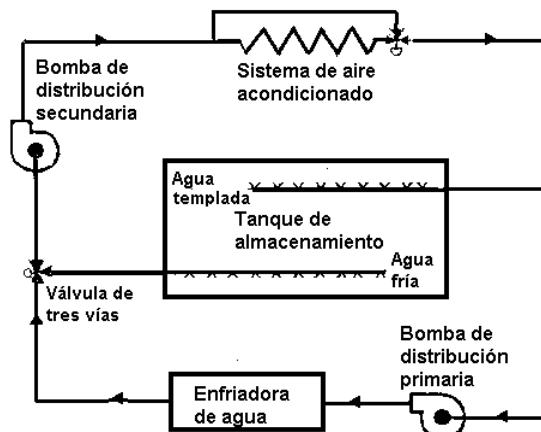 Bomba de
distribución
secundaria
Sistema de aire
acondicionado
Agua
templada
Tanque de
almacenamiento
Agua
fría
Válvula de
tres vías
Bomba de
distribución
primaria
Enfriadora
de agua